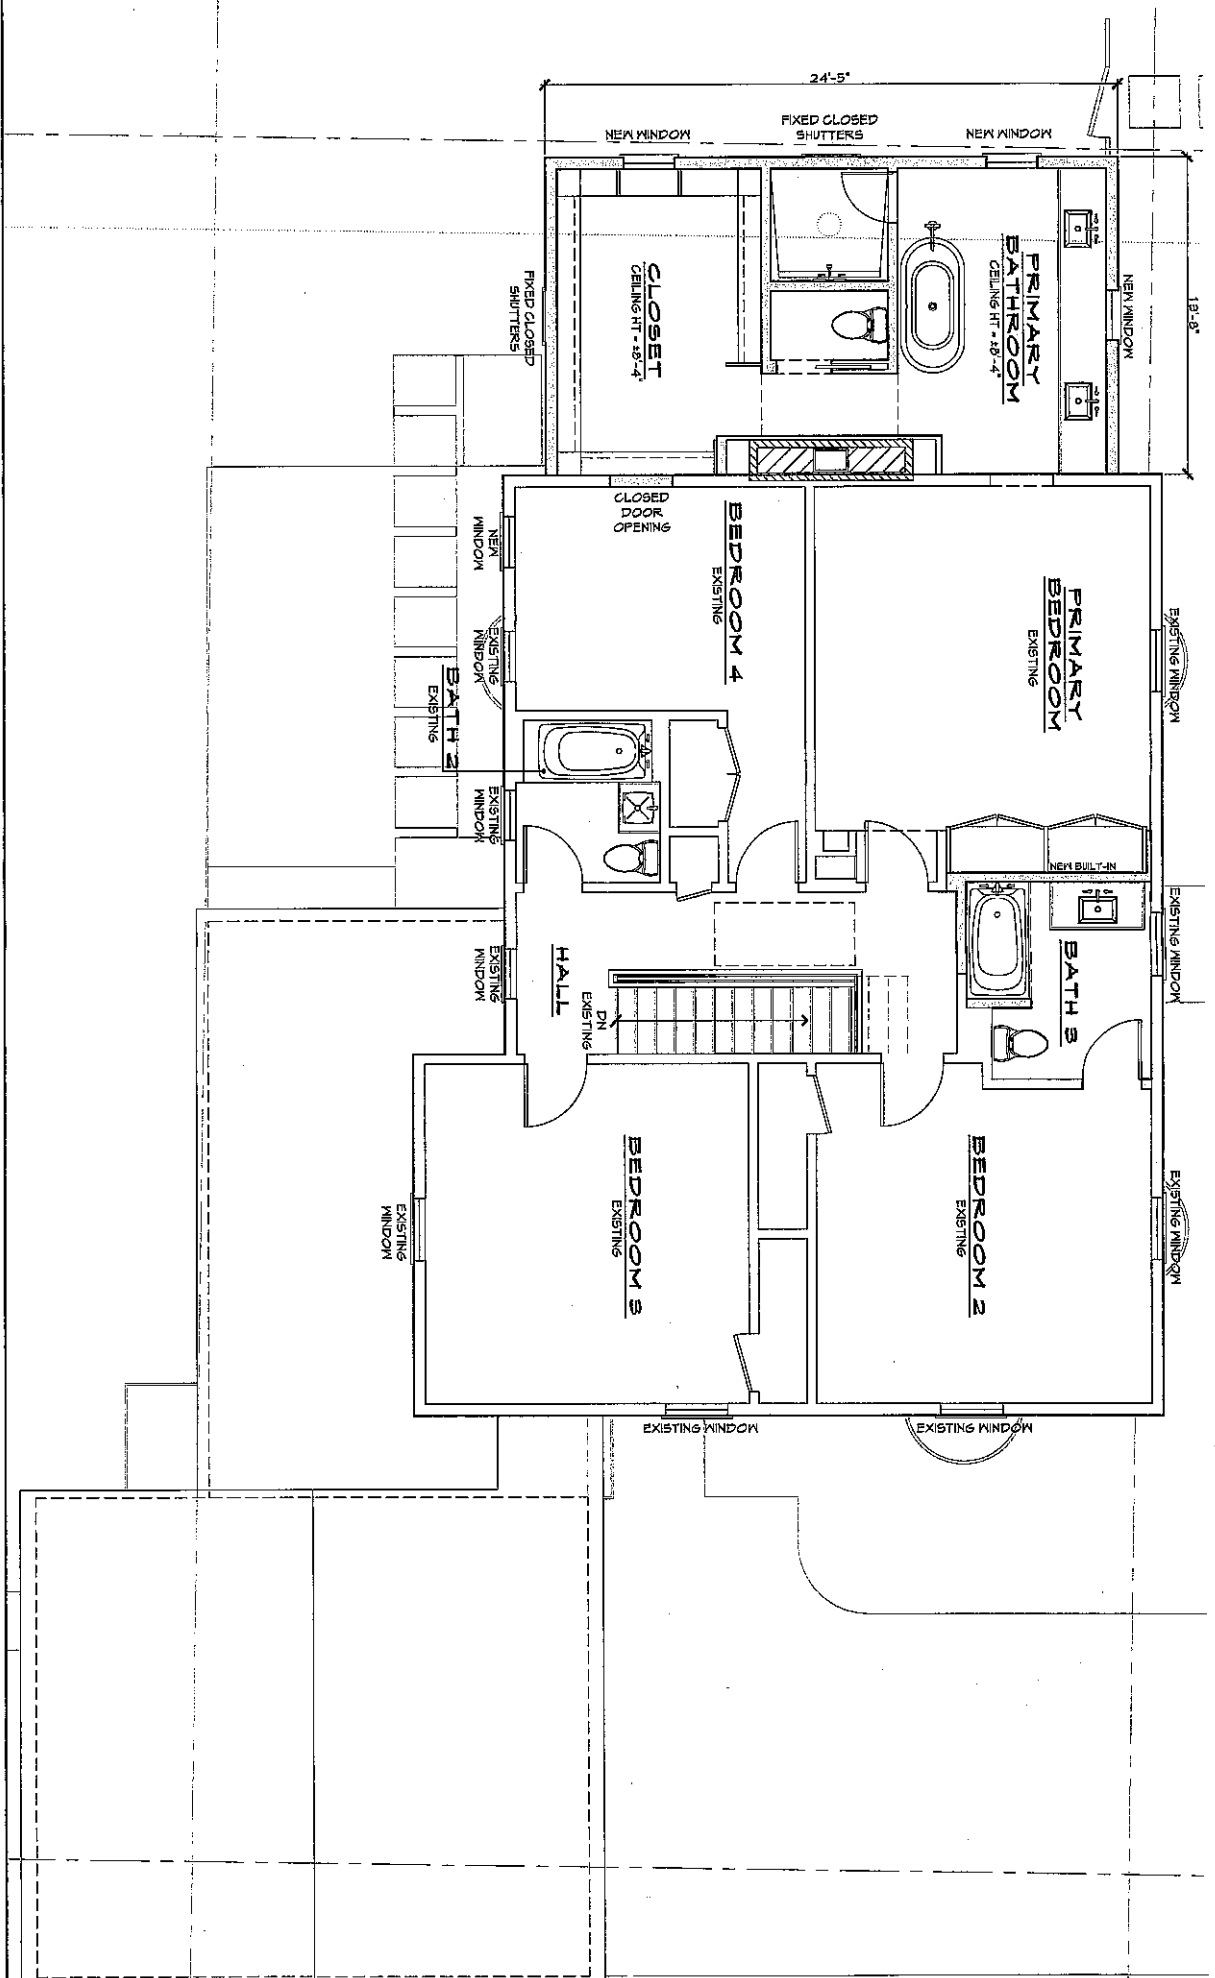 24'-5"
NEW WINDOW
FIXED CLOSED
SHUTTERS
NEW WINDOW
13'-8"
NEW WINDOW
PRIMARY
BATHROOM
CEILING HT = ±8'-4"
CLOSET
CEILING HT = ±8'-4"
FIXED CLOSED
SHUTTERS
CLOSED
DOOR
OPENING
NEW
WINDOW
BEDROOM 4
EXISTING
PRIMARY
BEDROOM
EXISTING
EXISTING WINDOW
EXISTING
WINDOW
BATH 2
EXISTING
EXISTING
WINDOW
NEW BUILT-IN
EXISTING WINDOW
BATH 3
HALL
EXISTING
DN
EXISTING
WINDOW
BEDROOM 3
EXISTING
BEDROOM 2
EXISTING
EXISTING WINDOW
EXISTING
WINDOW
EXISTING WINDOW
EXISTING WINDOW